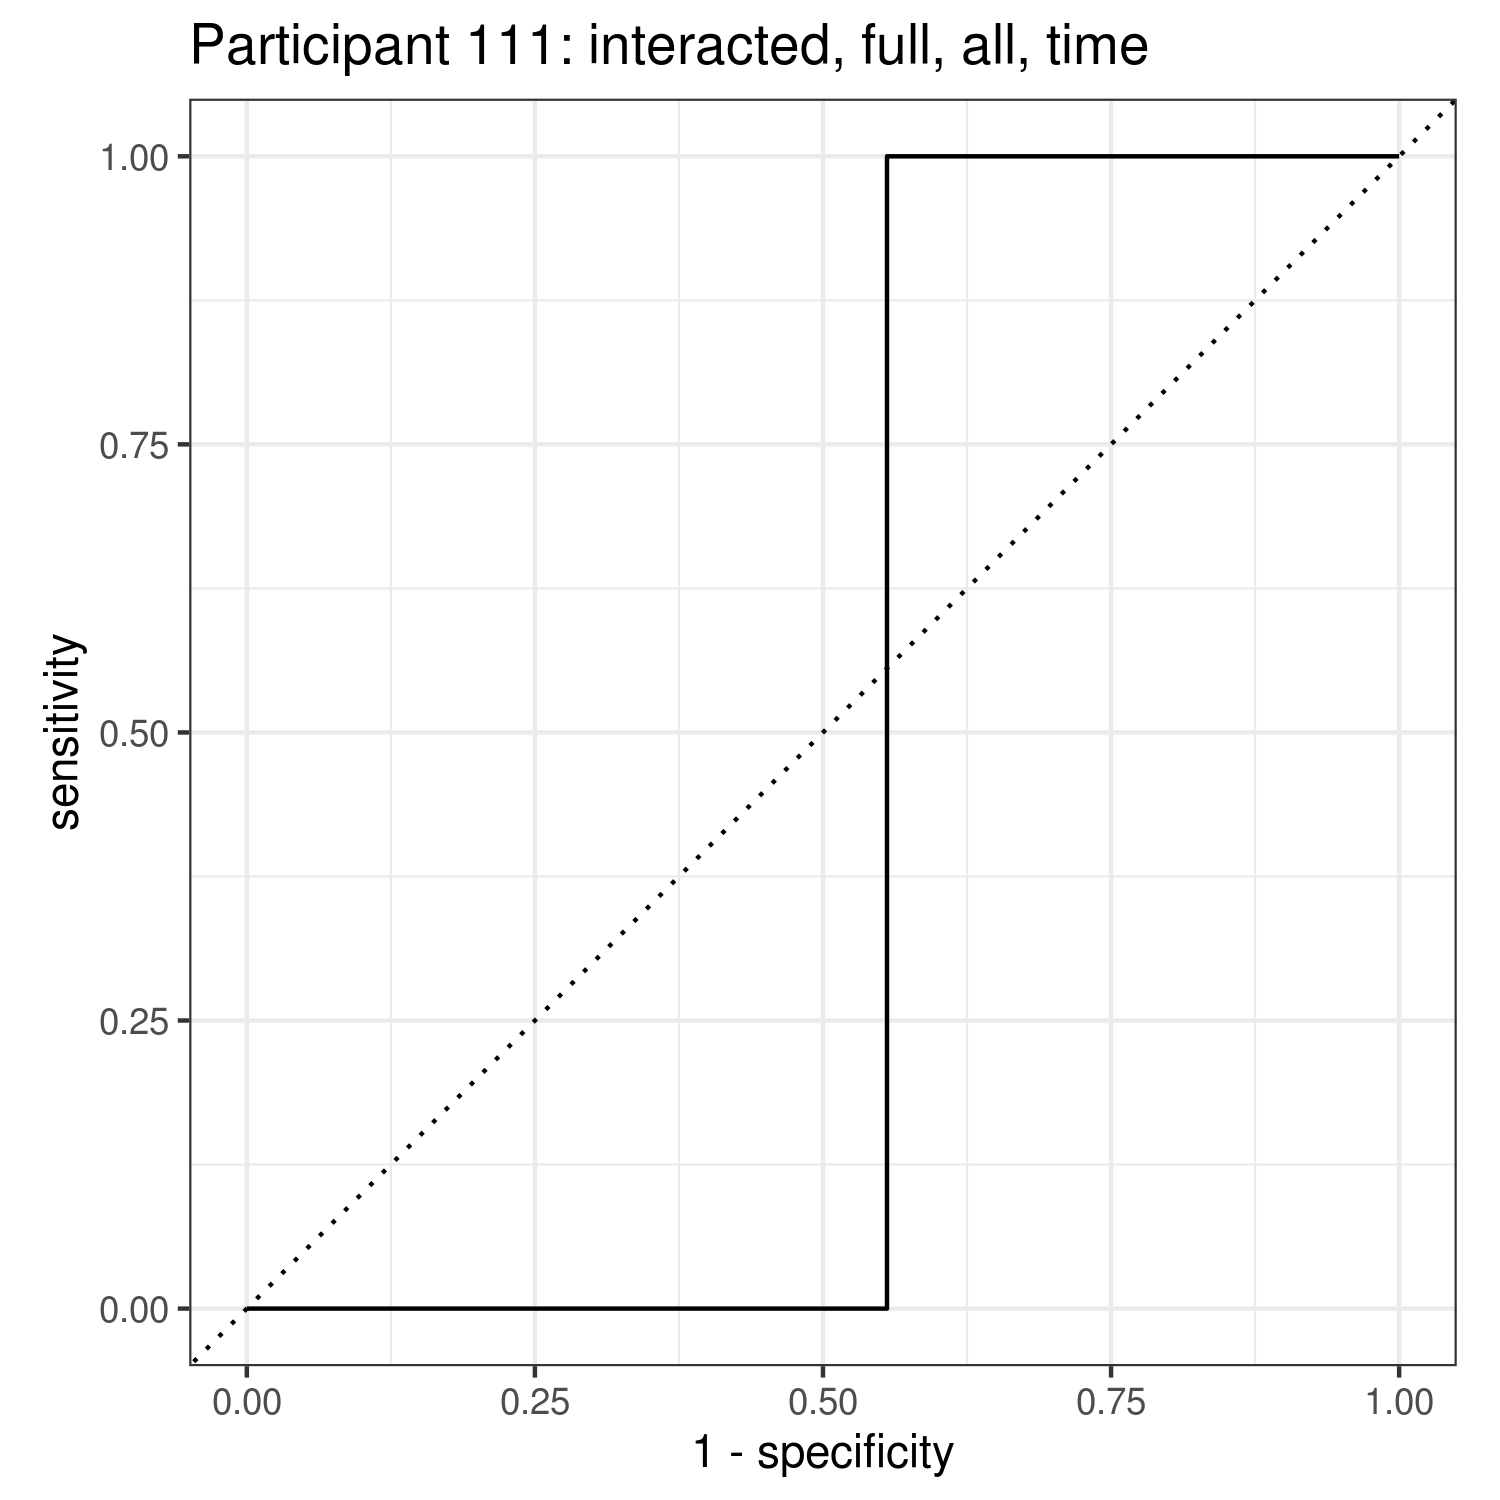 Participant 111: interacted, full, all, time
1.00
0.75
0.50
0.25
0.00
sensitivity
0.00 0.25 0.50 0.75 1.00
1 - specificity